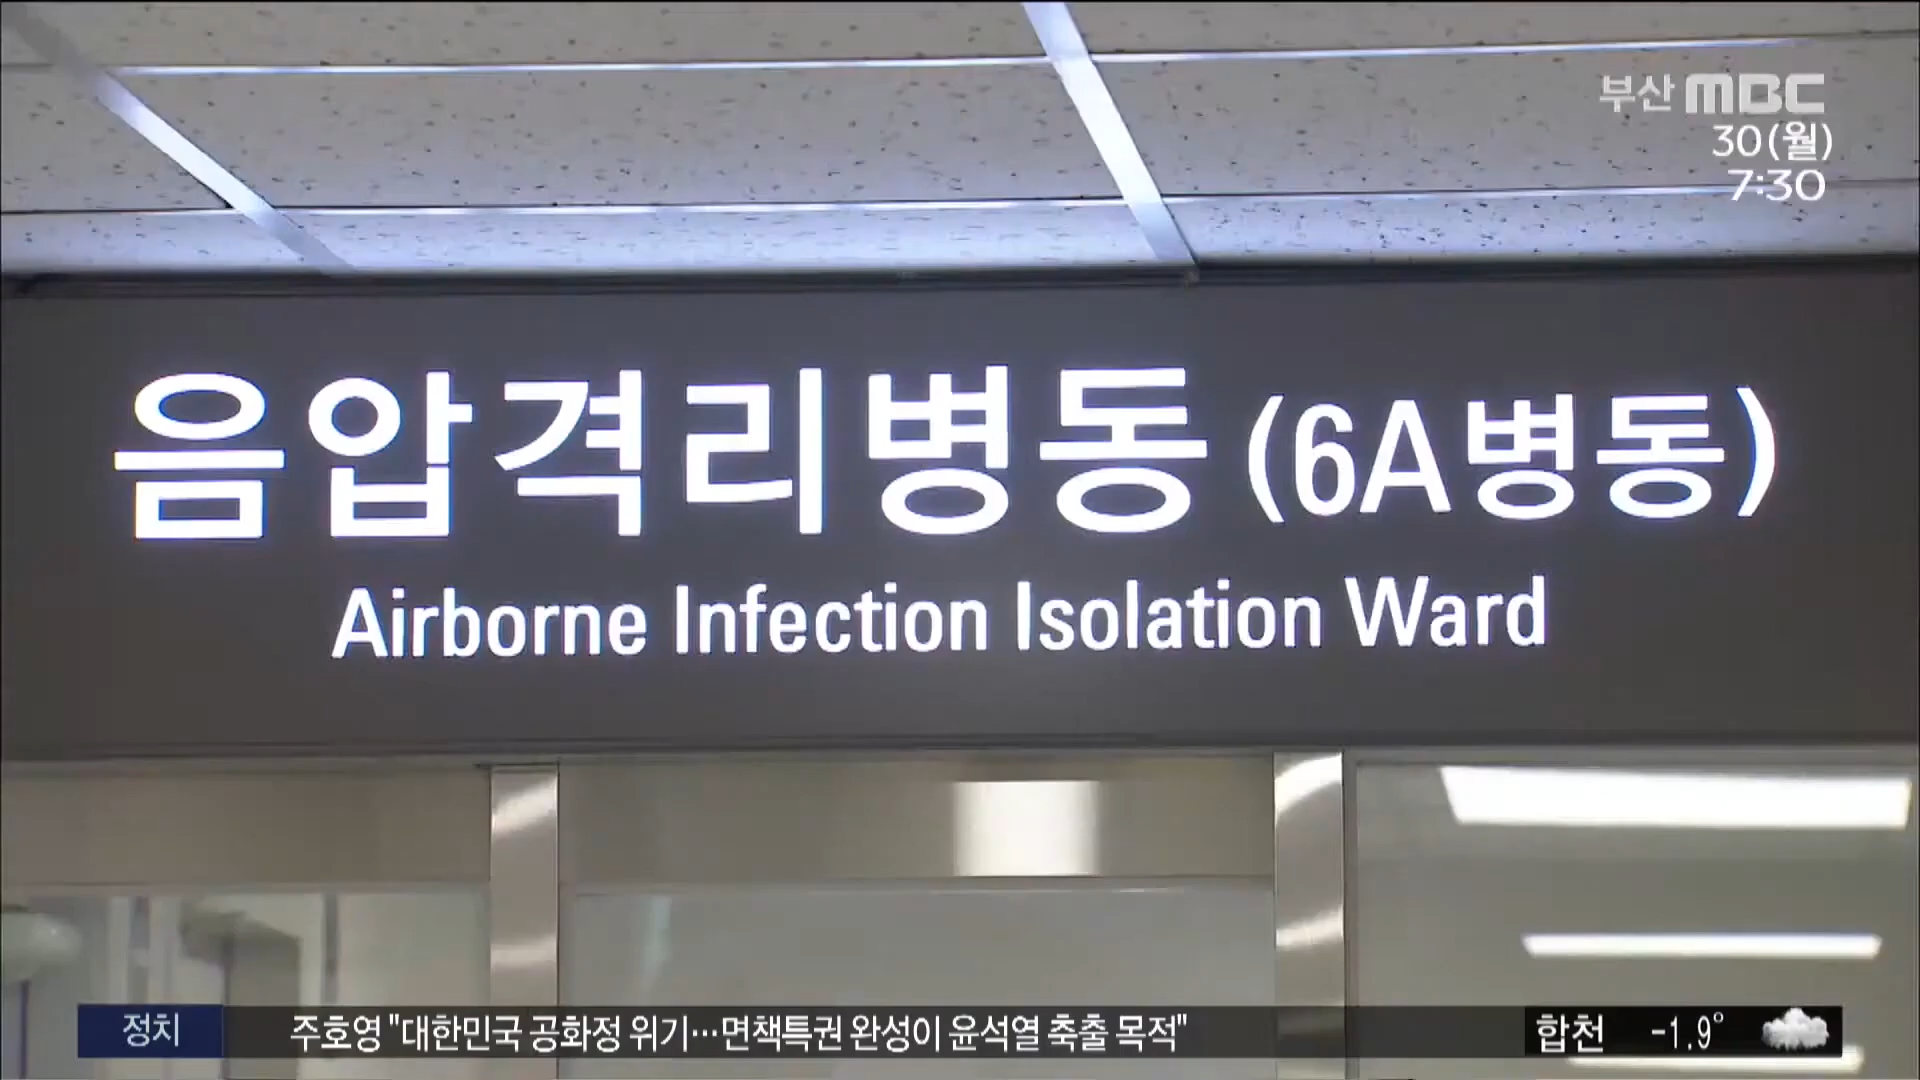 부산 MBC
30(월)
7:30
음압격리병동 (6A병동)
Airborne Infection Isolation Ward
정치 주호영 "대한민국 공화정 위기…면책특권 완성이 윤석열 축출 목적" 합천 -1.9°